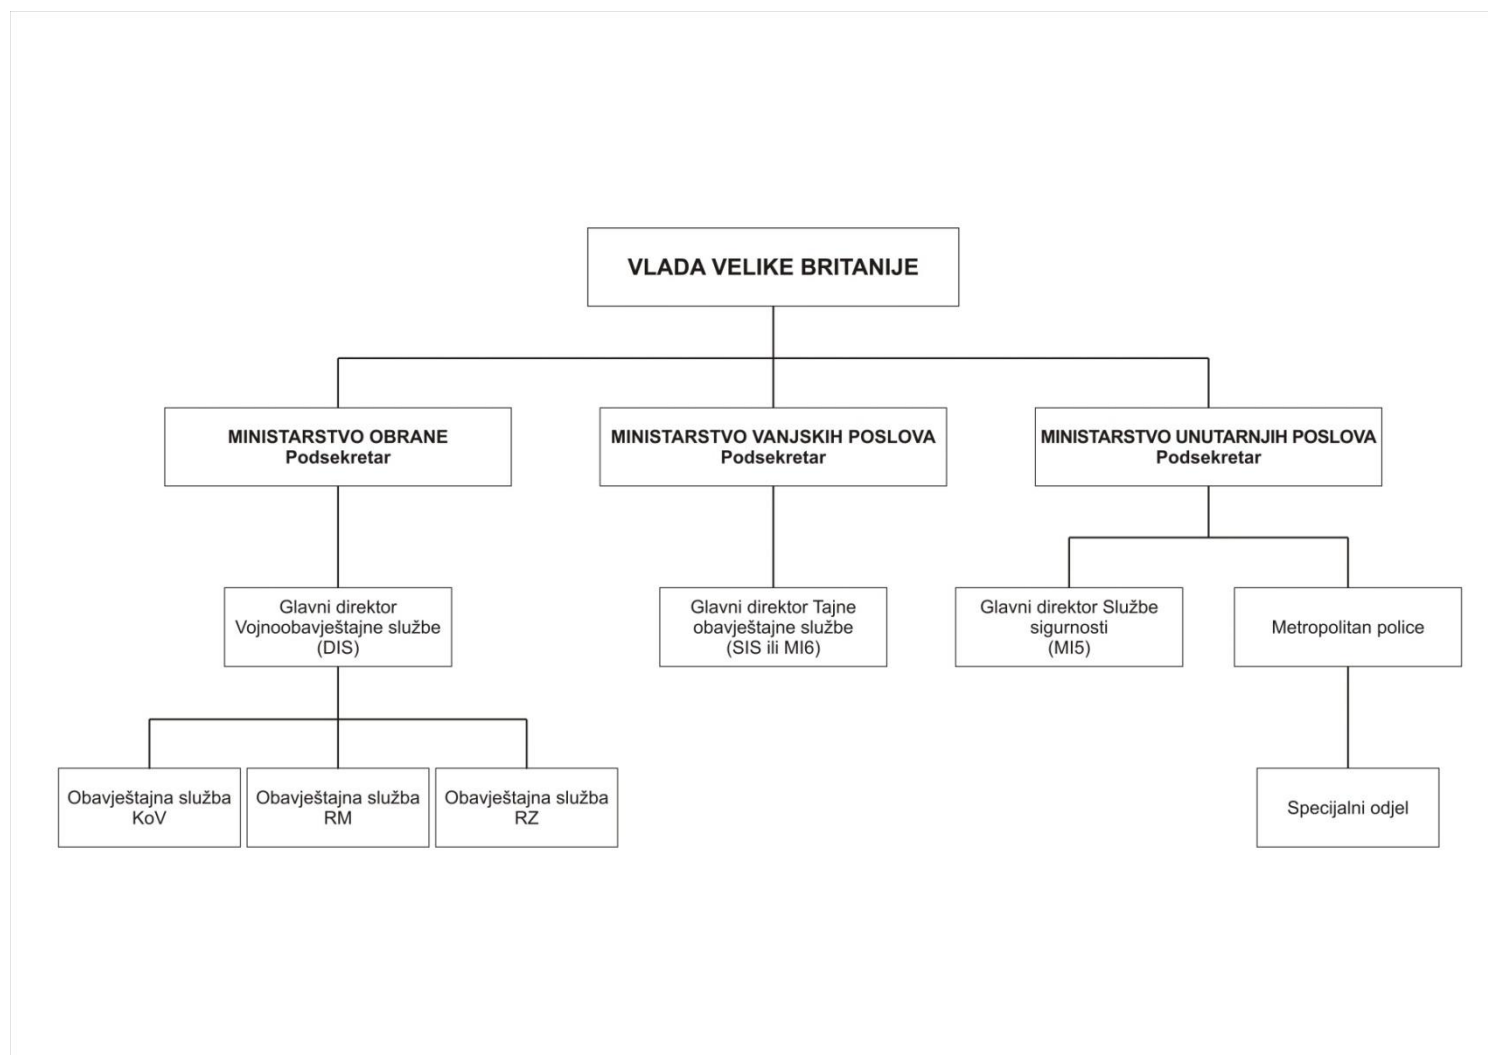 VLADA VELIKE BRITANIJE
MINISTARSTVO OBRANE
Podsekretar
MINISTARSTVO VANJSKIH POSLOVA
Podsekretar
MINISTARSTVO UNUTARNJIH POSLOVA
Podsekretar
Glavni direktor
Vojnoobavještajne službe
(DIS)
Glavni direktor Tajne
obavještajne službe
(SIS ili MI6)
Glavni direktor Službe
sigurnosti
(MI5)
Metropolitan police
Obavještajna služba
KoV
Obavještajna služba
RM
Obavještajna služba
RZ
Specijalni odjel